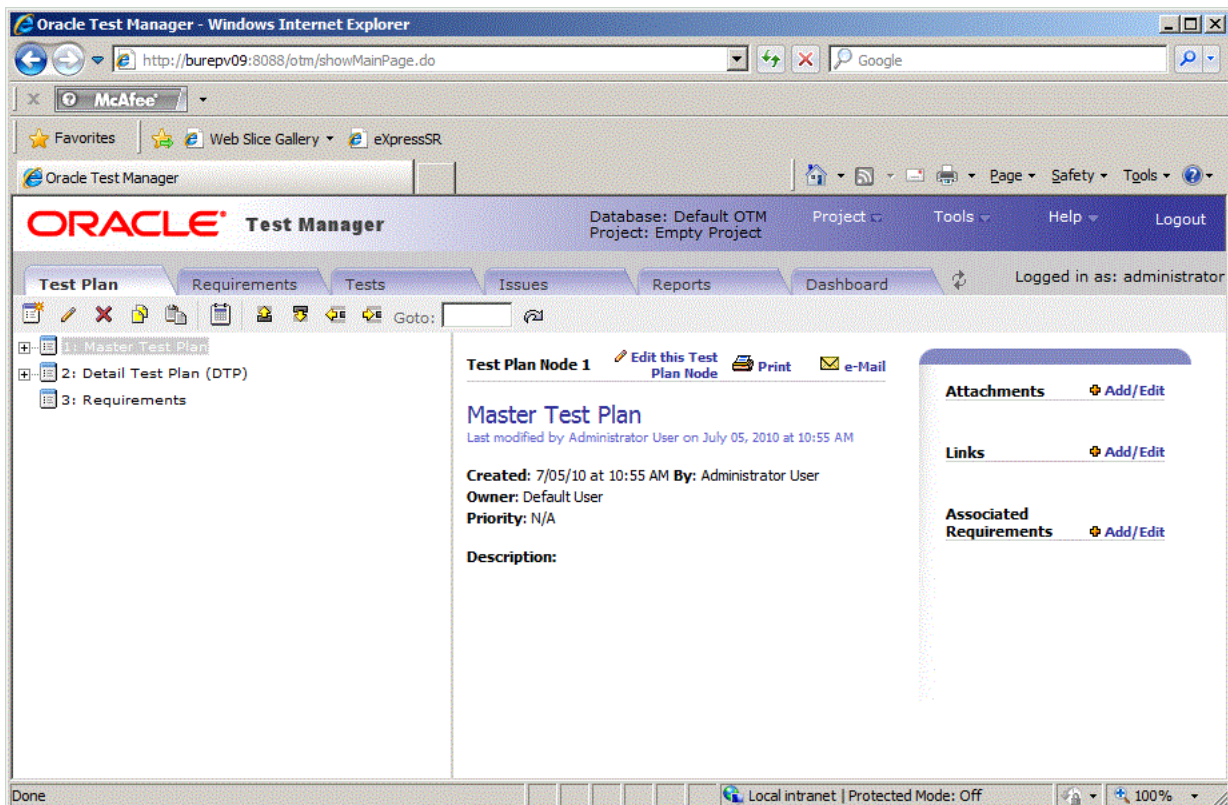 Oracle Test Manager - Windows Internet Explorer
http://burepv09:8088/otm/showMainPage.do
Google
McAfee
Favorites
Web Slice Gallery
eXpressSR
Oracle Test Manager
Page
Safety
Tools
ORACLE Test Manager
Database: Default OTM
Project: Empty Project
Project
Tools
Help
Logout
Test Plan
Requirements
Tests
Issues
Reports
Dashboard
Logged in as: administrator
Goto:
1: Master Test Plan
2: Detail Test Plan (DTP)
3: Requirements
Test Plan Node 1
Edit this Test
Plan Node
Print
e-Mail
Master Test Plan
Last modified by Administrator User on July 05, 2010 at 10:55 AM
Created: 7/05/10 at 10:55 AM By: Administrator User
Owner: Default User
Priority: N/A
Description:
Attachments
Add/Edit
Links
Add/Edit
Associated
Requirements
Add/Edit
Done
Local intranet | Protected Mode: Off
100%